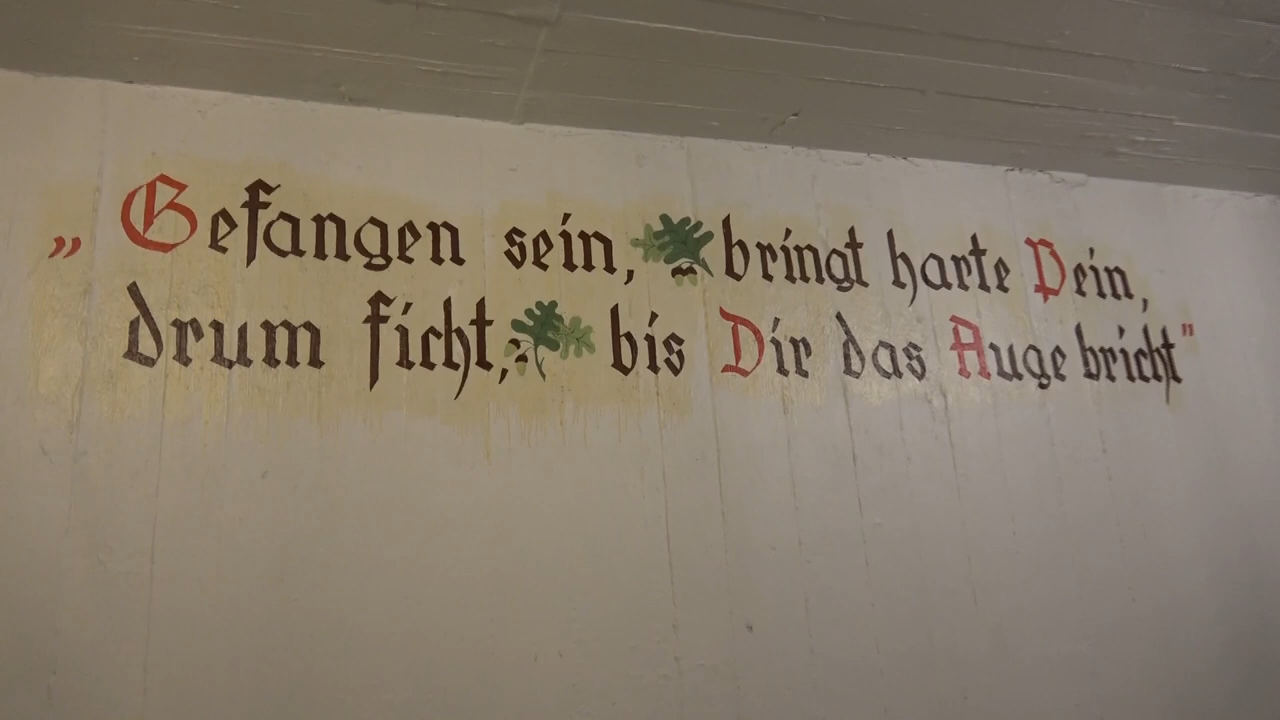 „Gefangen sein, bringt harte Pein,
drum ficht, bis Dir das Auge bricht"